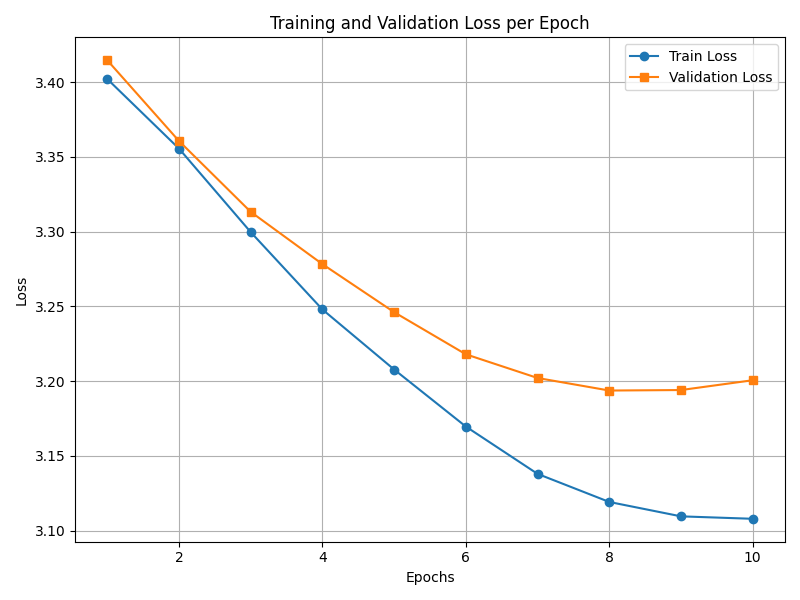 Training and Validation Loss per Epoch
Train Loss
Validation Loss
3.40
3.35
3.30
3.25
3.20
3.15
3.10
Loss
2 4 6 8 10
Epochs